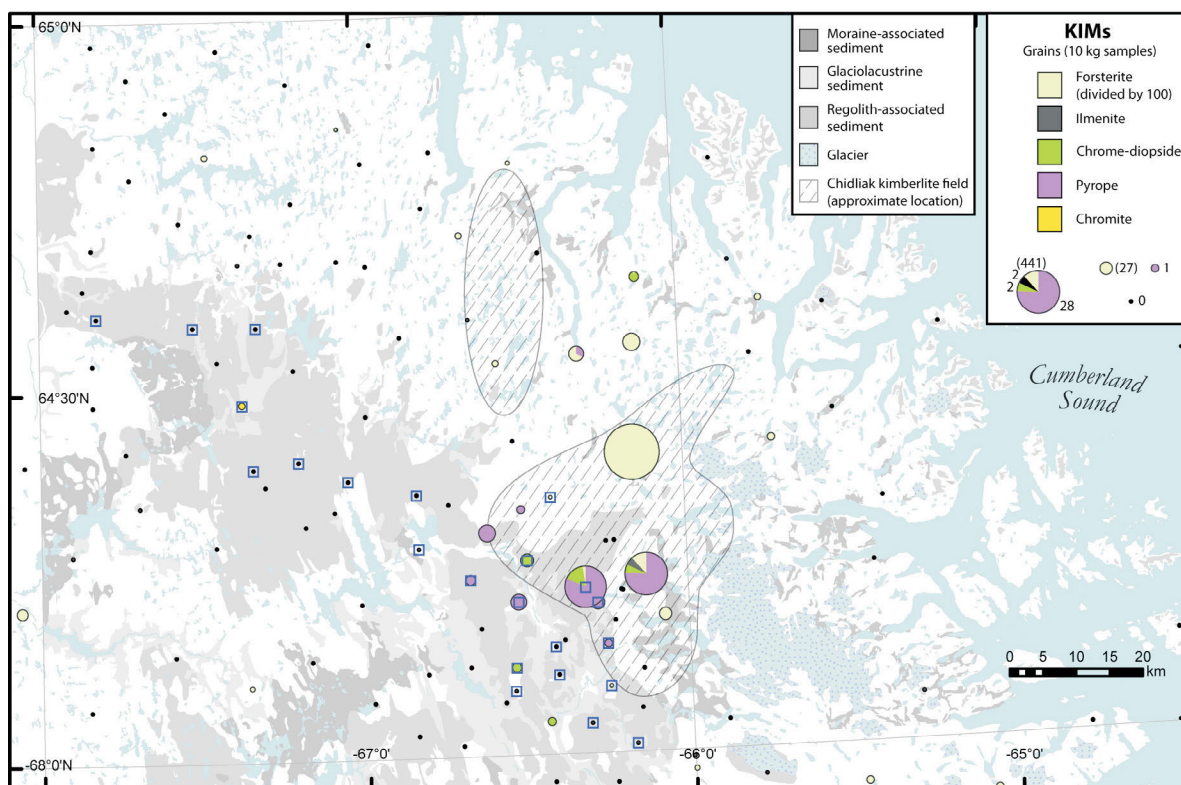 65°0'N
Moraine-associated
sediment
Glaciolacustrine
sediment
Regolith-associated
sediment
Glacier
Chidliak kimberlite field
(approximate location)
KIMs
Grains (10 kg samples)
Forsterite
(divided by 100)
Ilmenite
Chrome-diopside
Pyrope
Chromite
(441)
2
2
28
(27)
1
0
64°30'N
Cumberland
Sound
0 5 10 15 20
km
-68°0'N
-67°0'
-66°0'
-65°0'